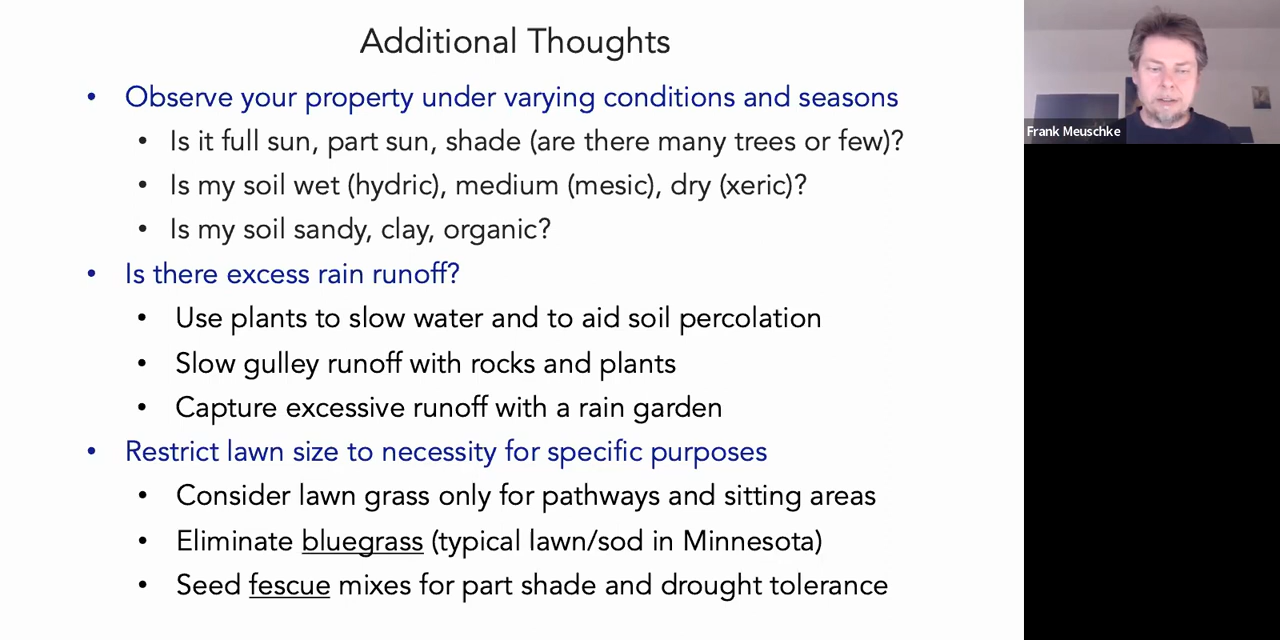 Additional Thoughts
• Observe your property under varying conditions and seasons
• Is it full sun, part sun, shade (are there many trees or few)?
• Is my soil wet (hydric), medium (mesic), dry (xeric)?
• Is my soil sandy, clay, organic?
• Is there excess rain runoff?
• Use plants to slow water and to aid soil percolation
• Slow gulley runoff with rocks and plants
• Capture excessive runoff with a rain garden
• Restrict lawn size to necessity for specific purposes
• Consider lawn grass only for pathways and sitting areas
• Eliminate bluegrass (typical lawn/sod in Minnesota)
• Seed fescue mixes for part shade and drought tolerance
Frank Meuschke